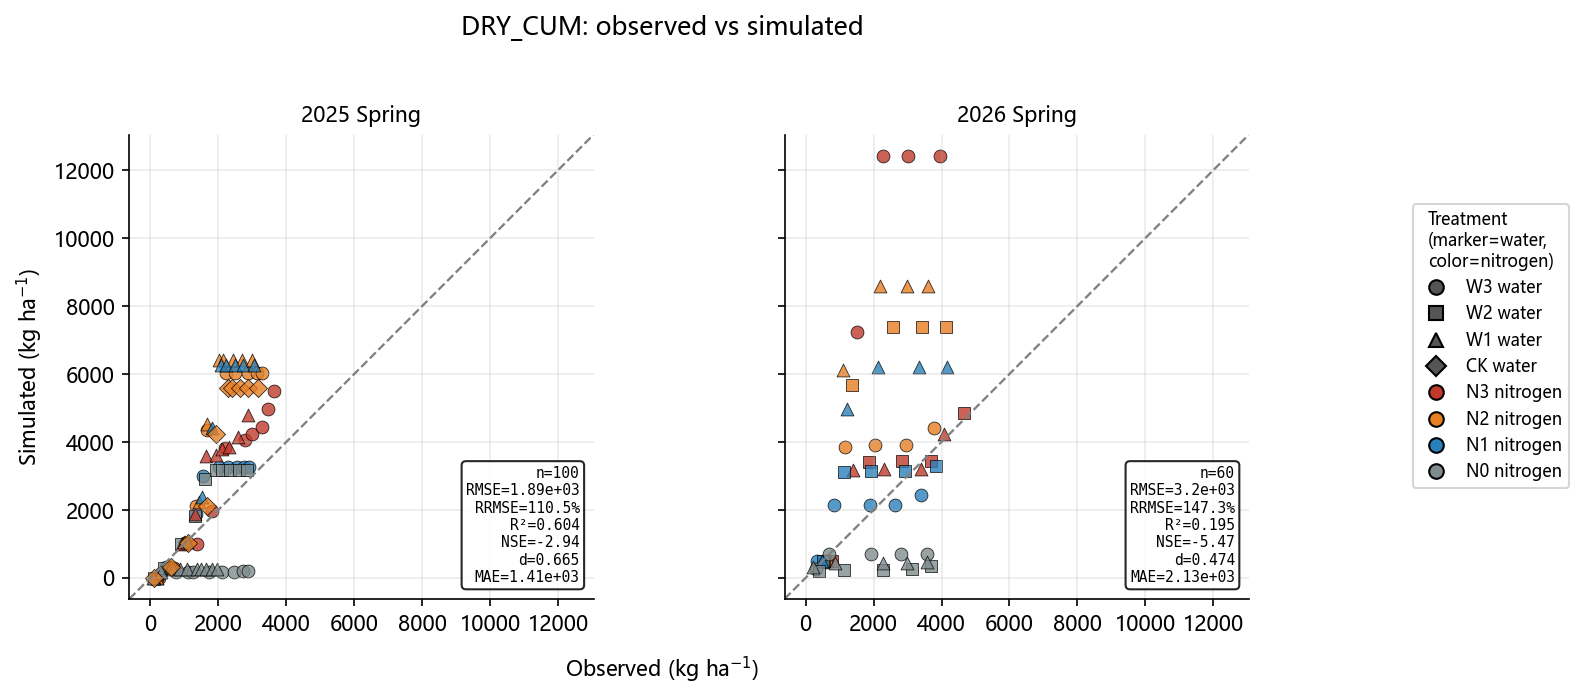 DRY_CUM: observed vs simulated
2025 Spring
12000
10000
8000
6000
4000
2000
0
Simulated (kg ha⁻¹)
n=100
RMSE=1.89e+03
RRMSE=110.5%
R²=0.604
NSE=-2.94
d=0.665
MAE=1.41e+03
0 2000 4000 6000 8000 10000 12000
2026 Spring
n=60
RMSE=3.2e+03
RRMSE=147.3%
R²=0.195
NSE=-5.47
d=0.474
MAE=2.13e+03
0 2000 4000 6000 8000 10000 12000
Observed (kg ha⁻¹)
Treatment
(marker=water,
color=nitrogen)
W3 water
W2 water
W1 water
CK water
N3 nitrogen
N2 nitrogen
N1 nitrogen
N0 nitrogen